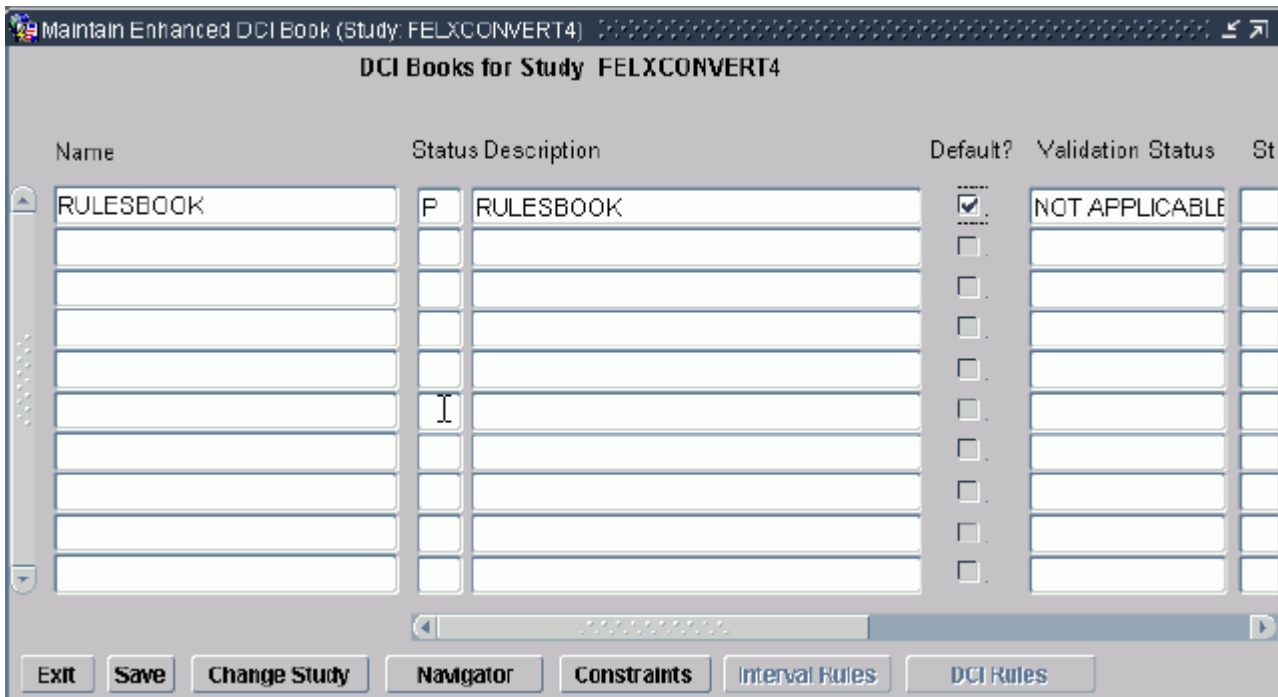 Maintain Enhanced DCI Book (Study: FELXCONVERT4)
DCI Books for Study FELXCONVERT4
Name Status Description Default? Validation Status St
RULESBOOK P RULESBOOK NOT APPLICABLE
Exit Save Change Study Navigator Constraints Interval Rules DCI Rules